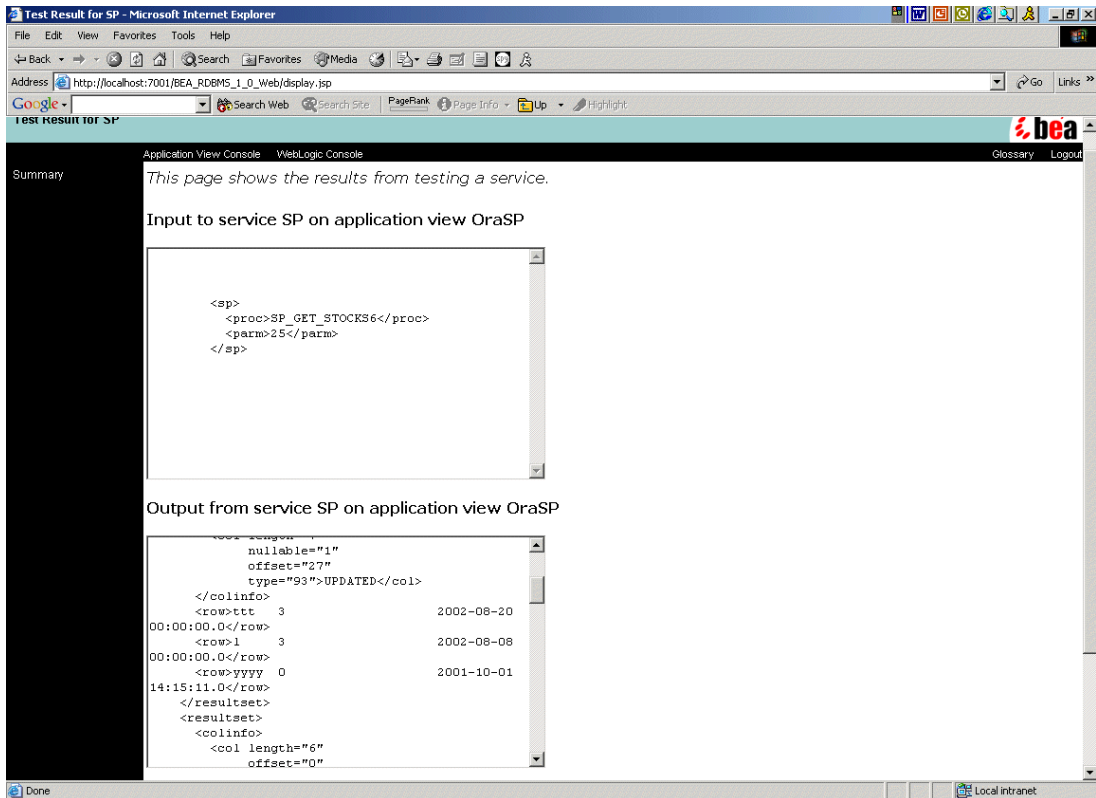 Test Result for SP - Microsoft Internet Explorer
File Edit View Favorites Tools Help
Back Search Favorites Media
Address http://localhost:7001/BEA_RDBMS_1_0_Web/display.jsp Go Links »
Google Search Web Search Site PageRank Page Info Up Highlight
Test Result for SP bea
Application View Console WebLogic Console Glossary Logout
Summary
This page shows the results from testing a service.
Input to service SP on application view OraSP
<sp>
<proc>SP_GET_STOCKS6</proc>
<parm>25</parm>
</sp>
Output from service SP on application view OraSP
<col length=
nullable="1"
offset="27"
type="93">UPDATED</col>
</colinfo>
<row>ttt 3 2002-08-20
00:00:00.0</row>
<row>l 3 2002-08-08
00:00:00.0</row>
<row>yyyy 0 2001-10-01
14:15:11.0</row>
</resultset>
<resultset>
<colinfo>
<col length="6"
offset="0"
Done Local intranet